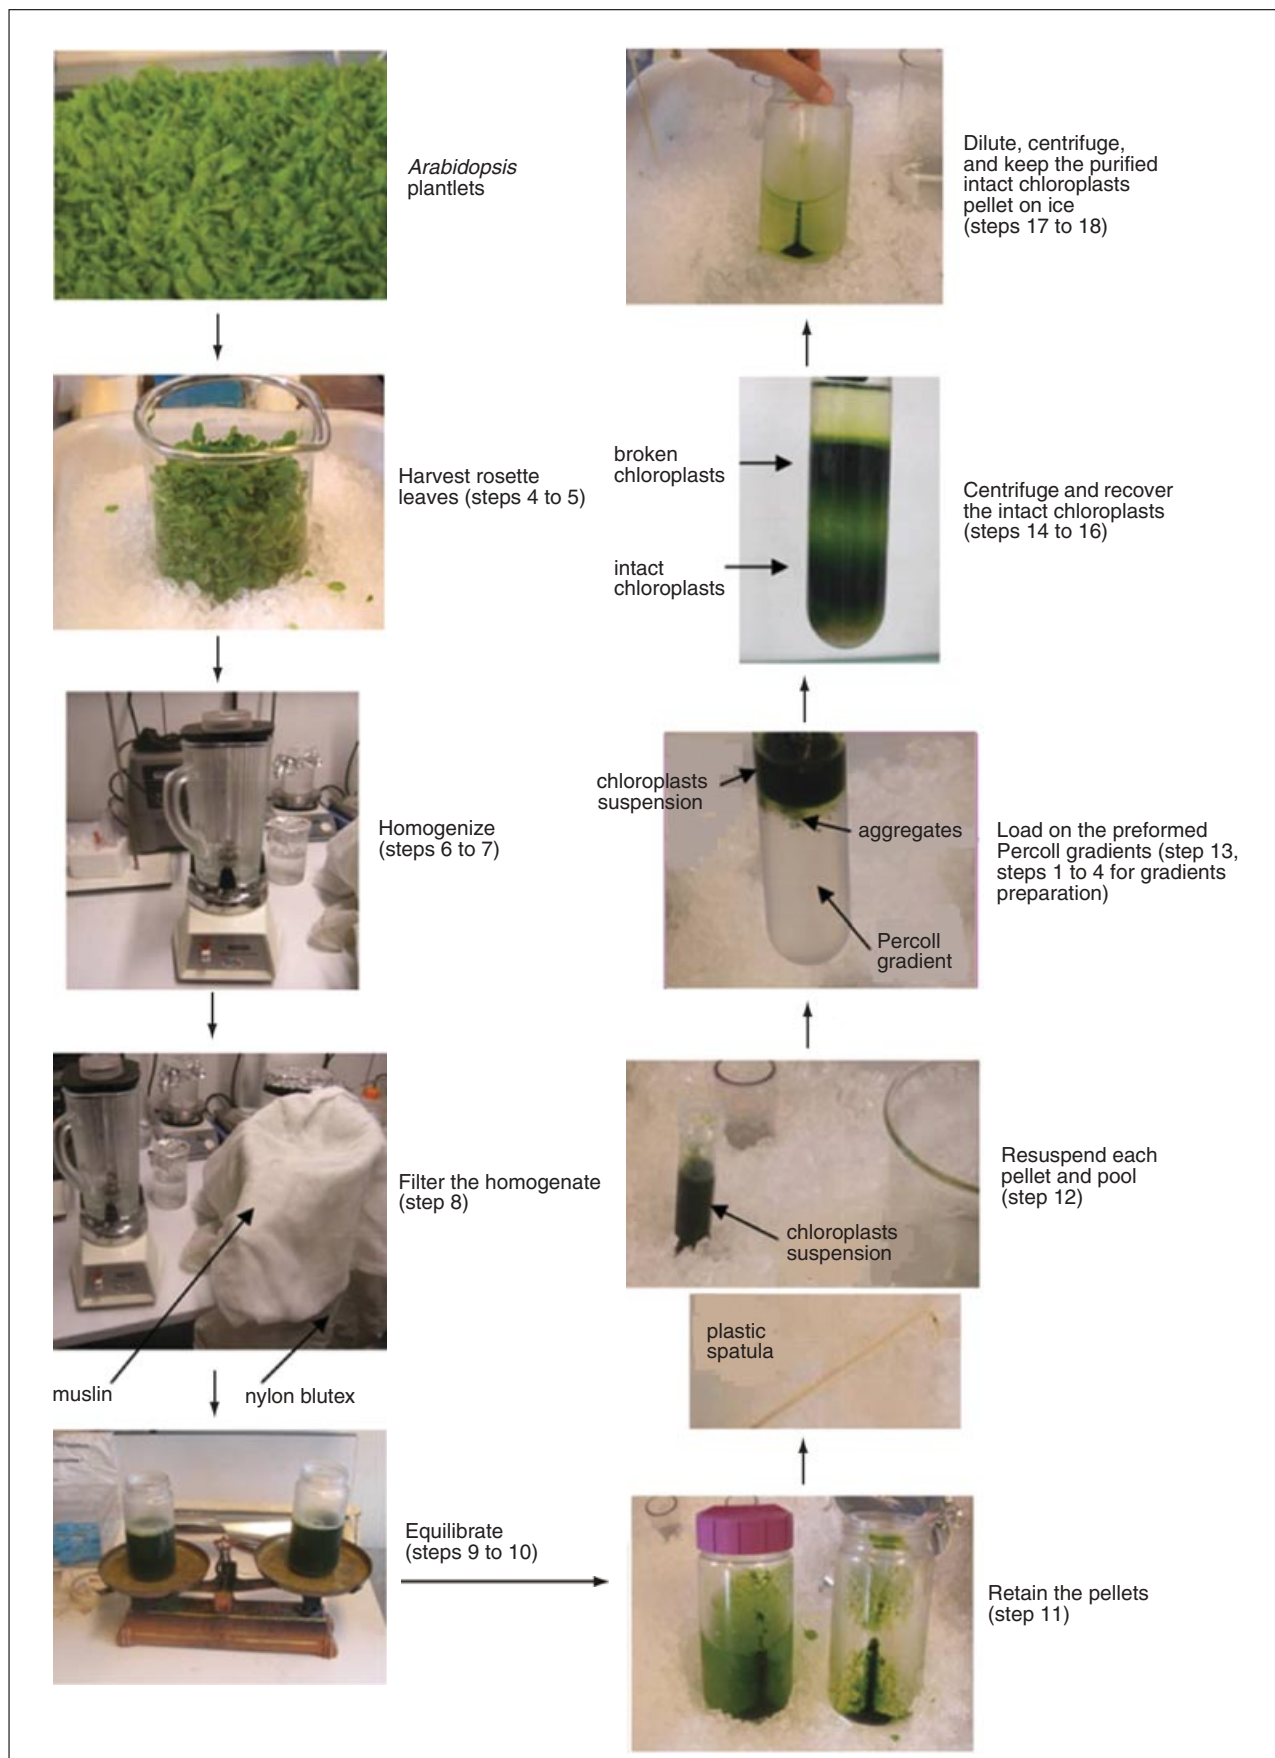 Arabidopsis
plantlets
Harvest rosette
leaves (steps 4 to 5)
Homogenize
(steps 6 to 7)
Filter the homogenate
(step 8)
muslin
nylon blutex
Equilibrate
(steps 9 to 10)
Retain the pellets
(step 11)
plastic
spatula
Resuspend each
pellet and pool
(step 12)
chloroplasts
suspension
chloroplasts
suspension
aggregates
Percoll
gradient
Load on the preformed
Percoll gradients (step 13,
steps 1 to 4 for gradients
preparation)
broken
chloroplasts
intact
chloroplasts
Centrifuge and recover
the intact chloroplasts
(steps 14 to 16)
Dilute, centrifuge,
and keep the purified
intact chloroplasts
pellet on ice
(steps 17 to 18)